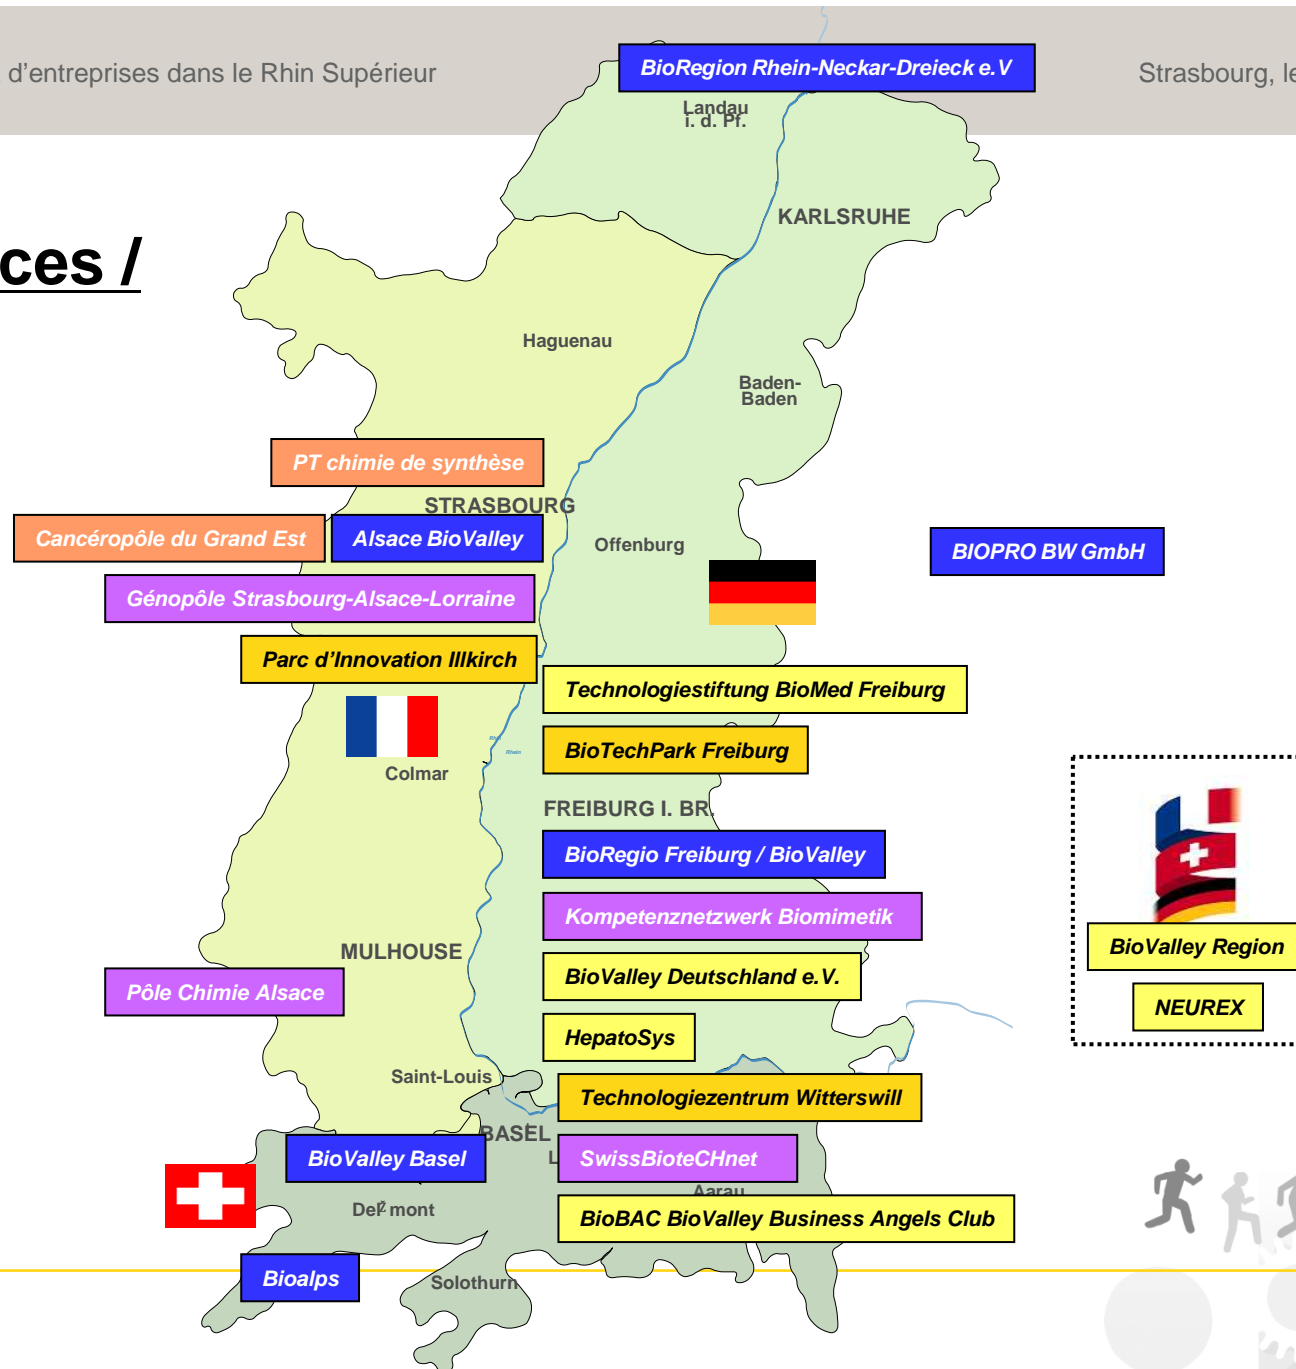 d'entreprises dans le Rhin Supérieur
Strasbourg, le
BioRegion Rhein-Neckar-Dreieck e.V
Landau
i. d. Pf.
KARLSRUHE
ces /
Haguenau
Baden-
Baden
PT chimie de synthèse
STRASBOURG
Cancéropôle du Grand Est
Alsace BioValley
Offenburg
BIOPRO BW GmbH
Génopôle Strasbourg-Alsace-Lorraine
Parc d'Innovation Illkirch
Technologiestiftung BioMed Freiburg
Rhin
Rhein
BioTechPark Freiburg
Colmar
FREIBURG I. BR.
BioRegio Freiburg / BioValley
Kompetenznetzwerk Biomimetik
BioValley Region
MULHOUSE
BioValley Deutschland e.V.
Pôle Chimie Alsace
NEUREX
HepatoSys
Saint-Louis
Technologiezentrum Witterswill
BASEL
L
BioValley Basel
SwissBioteCHnet
Aarau
Delž mont
BioBAC BioValley Business Angels Club
Bioalps
Solothurn